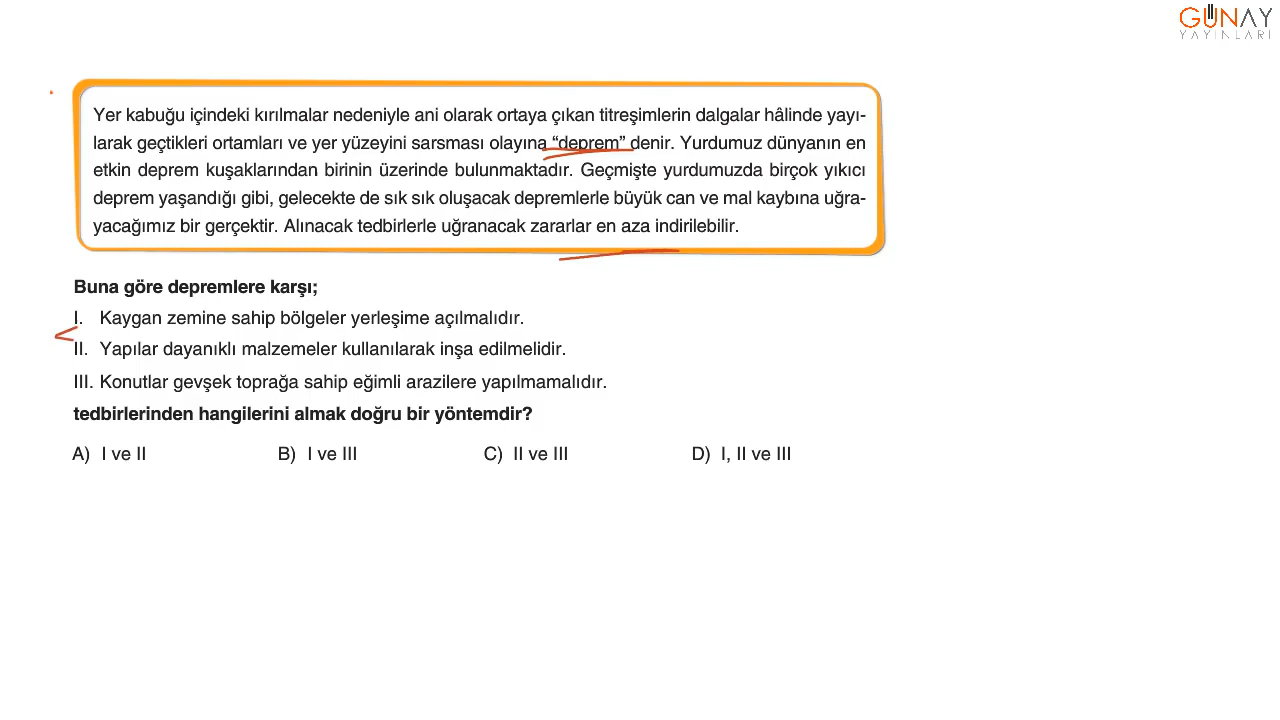 GÜNAY
YAYINLARI
Yer kabuğu içindeki kırılmalar nedeniyle ani olarak ortaya çıkan titreşimlerin dalgalar hâlinde yayı-
larak geçtikleri ortamları ve yer yüzeyini sarsması olayına “deprem” denir. Yurdumuz dünyanın en
etkin deprem kuşaklarından birinin üzerinde bulunmaktadır. Geçmişte yurdumuzda birçok yıkıcı
deprem yaşandığı gibi, gelecekte de sık sık oluşacak depremlerle büyük can ve mal kaybına uğra-
yacağımız bir gerçektir. Alınacak tedbirlerle uğranacak zararlar en aza indirilebilir.
Buna göre depremlere karşı;
I. Kaygan zemine sahip bölgeler yerleşime açılmalıdır.
II. Yapılar dayanıklı malzemeler kullanılarak inşa edilmelidir.
III. Konutlar gevşek toprağa sahip eğimli arazilere yapılmamalıdır.
tedbirlerinden hangilerini almak doğru bir yöntemdir?
A) I ve II B) I ve III C) II ve III D) I, II ve III